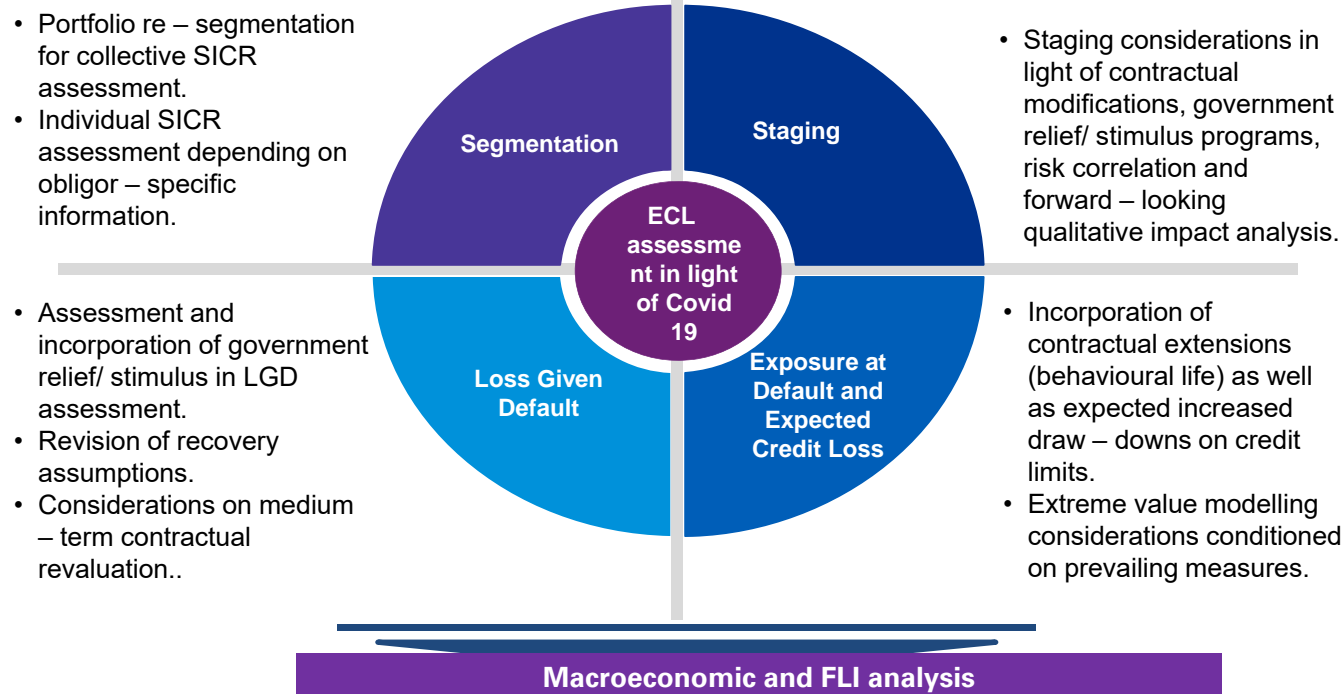 • Portfolio re – segmentation
for collective SICR
assessment.
• Individual SICR
assessment depending on
obligor – specific
information.
Segmentation
Staging
• Staging considerations in
light of contractual
modifications, government
relief/ stimulus programs,
risk correlation and
forward – looking
qualitative impact analysis.
ECL
assessme
nt in light
of Covid
19
• Assessment and
incorporation of government
relief/ stimulus in LGD
assessment.
• Revision of recovery
assumptions.
• Considerations on medium
– term contractual
revaluation..
Loss Given
Default
Exposure at
Default and
Expected
Credit Loss
• Incorporation of
contractual extensions
(behavioural life) as well
as expected increased
draw – downs on credit
limits.
• Extreme value modelling
considerations conditioned
on prevailing measures.
Macroeconomic and FLI analysis